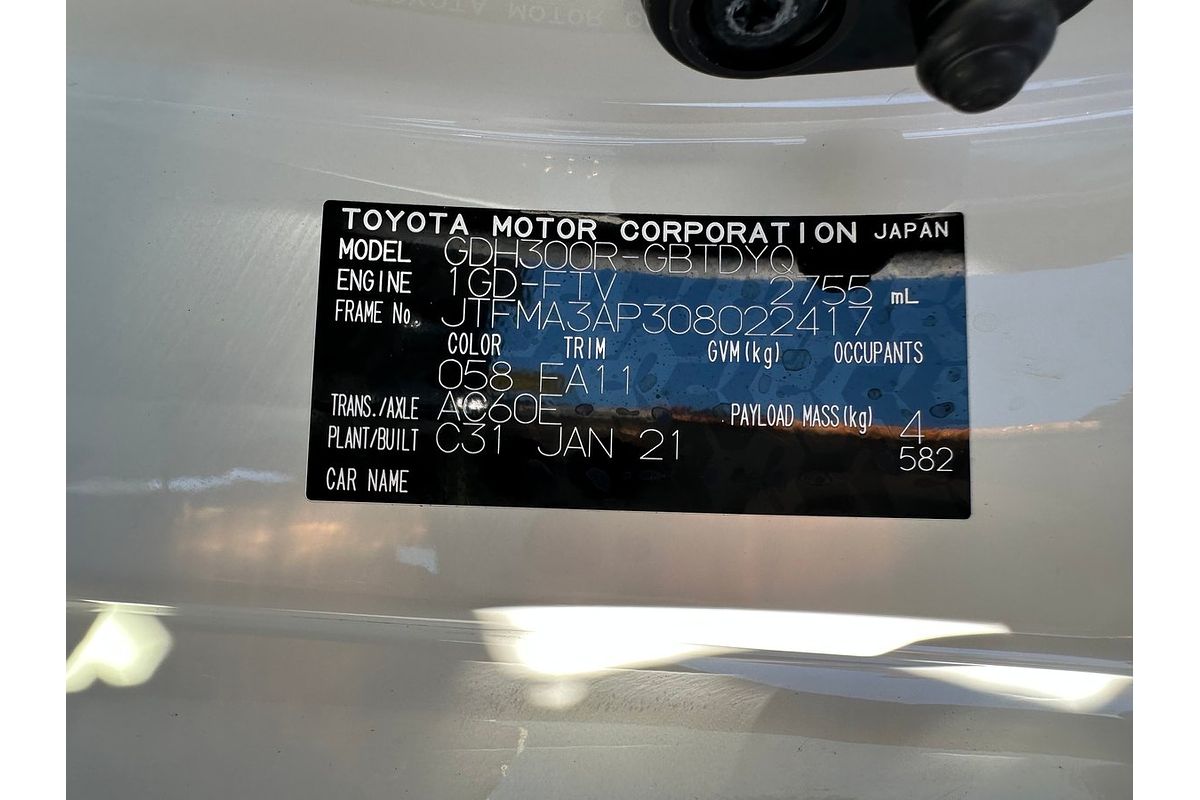 TOYOTA MOTOR CORPORATION JAPAN
MODEL GDH300R-GBTDYQ
ENGINE 1GD-FTV 2755 mL
FRAME No. JTFMA3AP308022417
COLOR TRIM GVM(kg) OCCUPANTS
058 EA11
TRANS./AXLE AC60E PAYLOAD MASS(kg) 4
PLANT/BUILT C31 JAN 21 582
CAR NAME